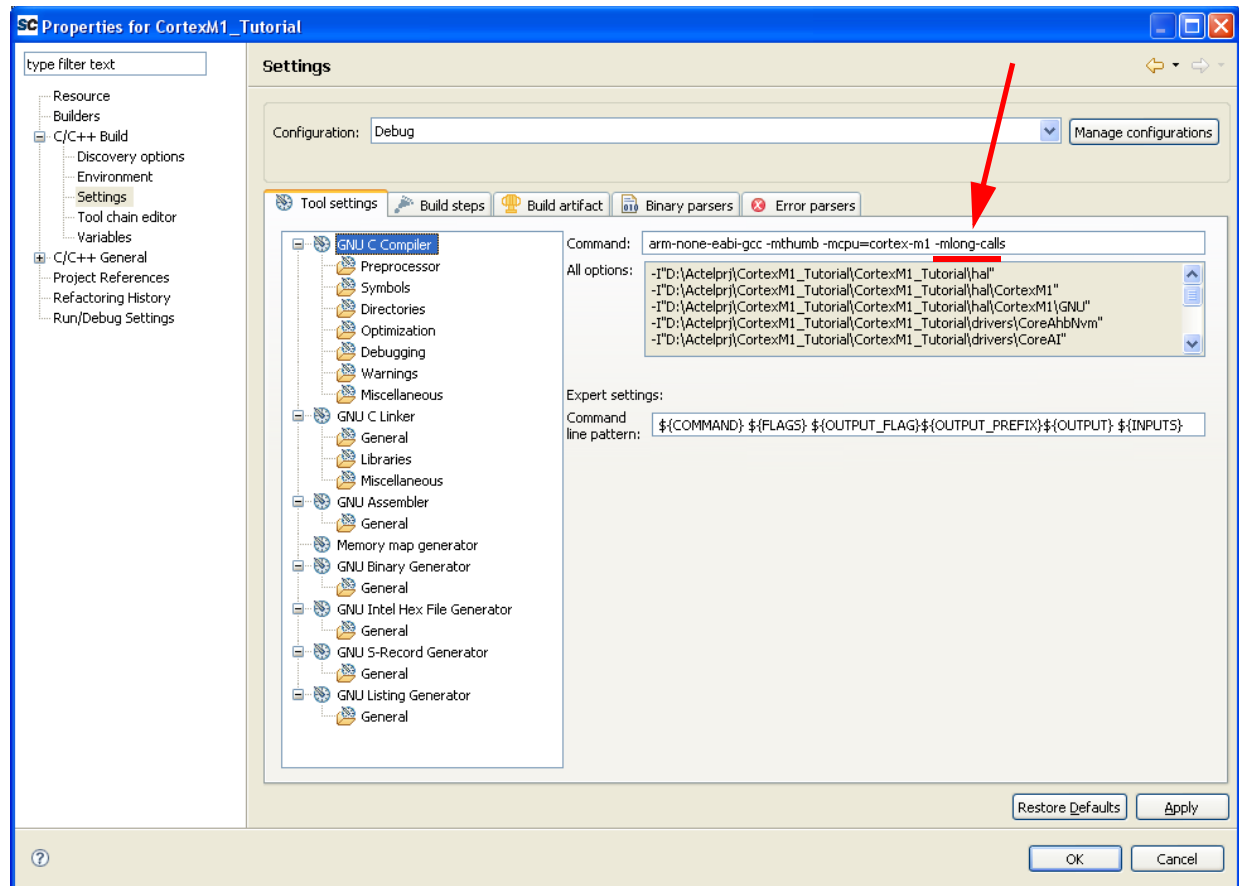 SC Properties for CortexM1_Tutorial
type filter text
Resource
Builders
C/C++ Build
Discovery options
Environment
Settings
Tool chain editor
Variables
C/C++ General
Project References
Refactoring History
Run/Debug Settings
Settings
Configuration: Debug
Manage configurations
Tool settings
Build steps
Build artifact
010
Binary parsers
Error parsers
GNU C Compiler
Preprocessor
Symbols
Directories
Optimization
Debugging
Warnings
Miscellaneous
GNU C Linker
General
Libraries
Miscellaneous
GNU Assembler
General
Memory map generator
GNU Binary Generator
General
GNU Intel Hex File Generator
General
GNU S-Record Generator
General
GNU Listing Generator
General
Command: arm-none-eabi-gcc -mthumb -mcpu=cortex-m1 -mlong-calls
All options: -I"D:\Actelprj\CortexM1_Tutorial\CortexM1_Tutorial\hal"
-I"D:\Actelprj\CortexM1_Tutorial\CortexM1_Tutorial\hal\CortexM1"
-I"D:\Actelprj\CortexM1_Tutorial\CortexM1_Tutorial\hal\CortexM1\GNU"
-I"D:\Actelprj\CortexM1_Tutorial\CortexM1_Tutorial\drivers\CoreAhbNvm"
-I"D:\Actelprj\CortexM1_Tutorial\CortexM1_Tutorial\drivers\CoreAI"
Expert settings:
Command
line pattern: ${COMMAND} ${FLAGS} ${OUTPUT_FLAG}${OUTPUT_PREFIX}${OUTPUT} ${INPUTS}
Restore Defaults
Apply
?
OK
Cancel